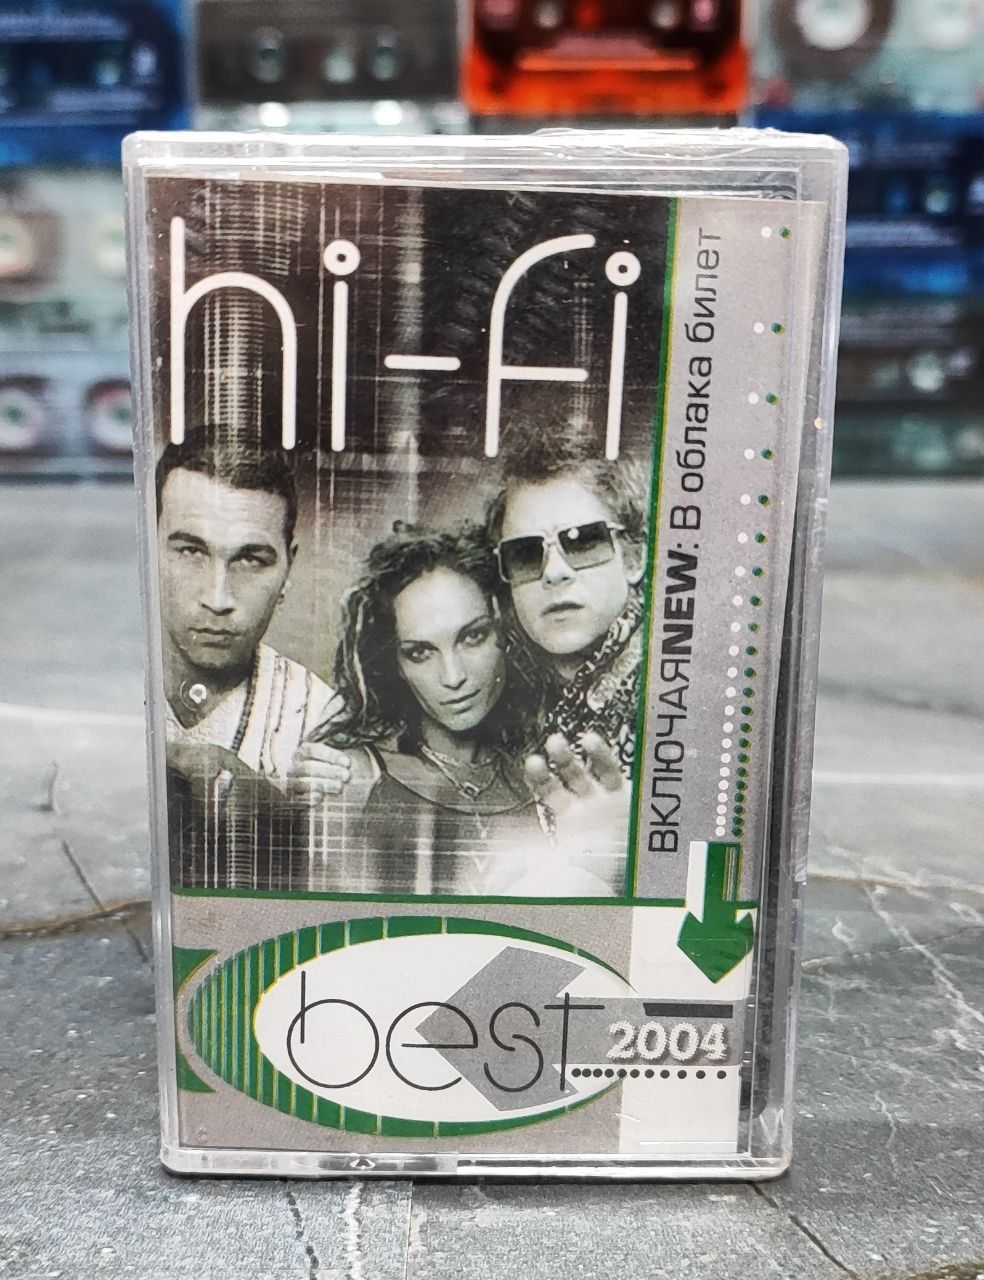 hi-fi
ВКЛЮЧАЯNEW: В облака билет
best
2004